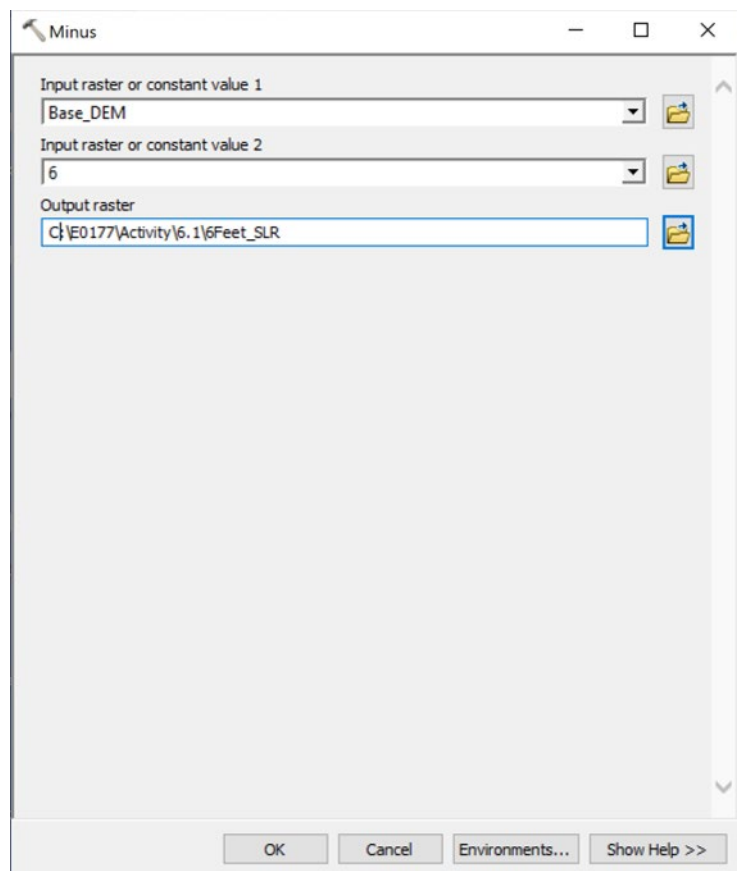 Minus
Input raster or constant value 1
Base_DEM
Input raster or constant value 2
6
Output raster
C:\E0177\Activity\6.1\6Feet_SLR
OK Cancel Environments... Show Help >>